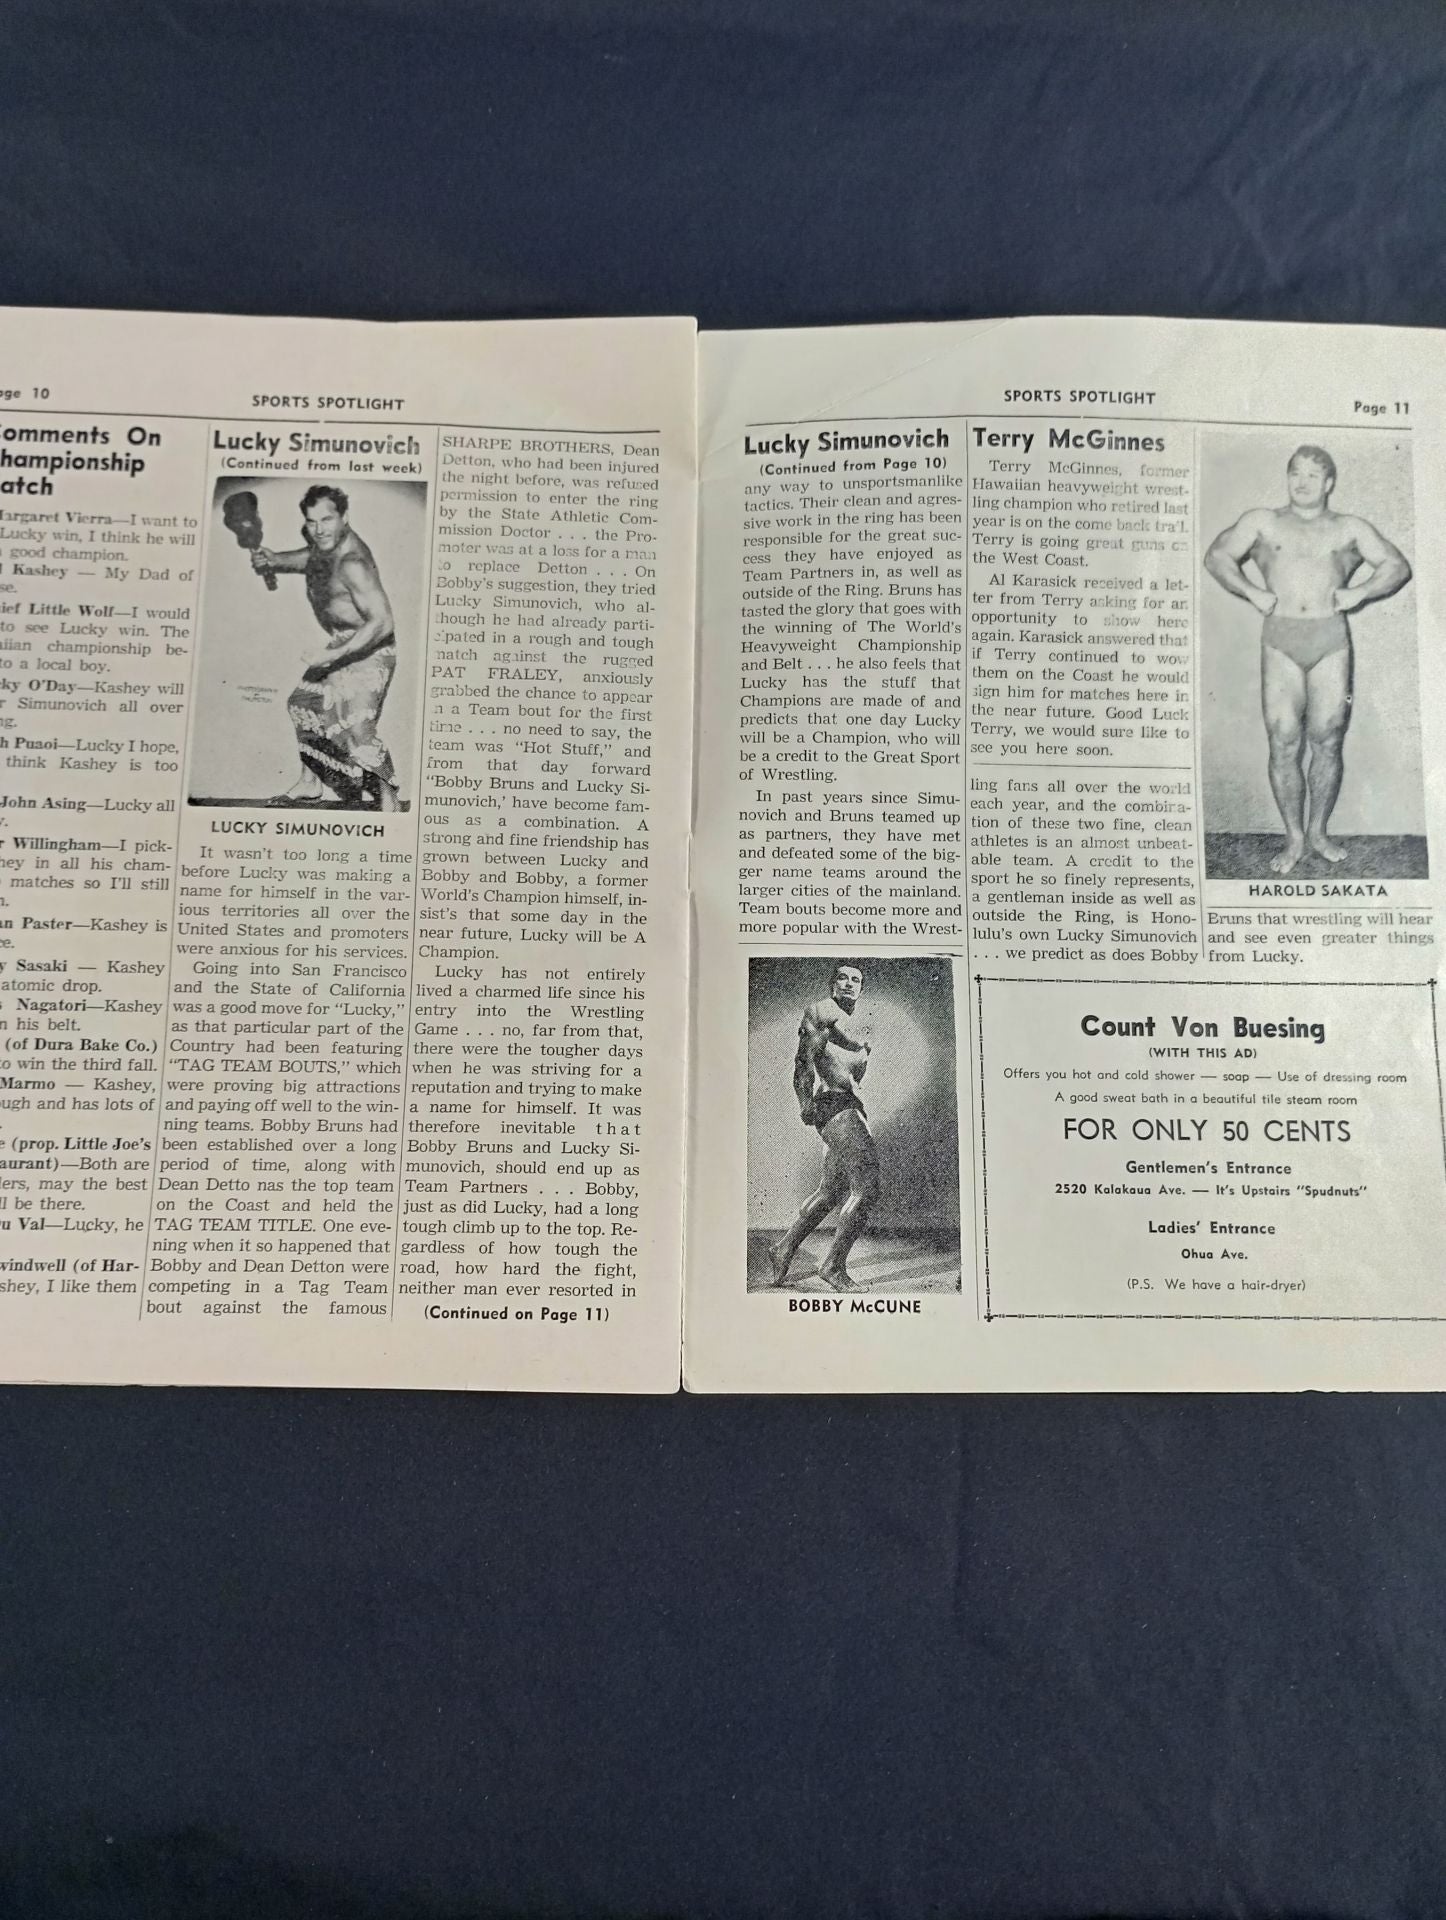 age 10
SPORTS SPOTLIGHT
omments On
hampionship
atch
argaret Vierra—I want to
Lucky win, I think he will
good champion.
Kashey — My Dad of
se.
ief Little Wolf—I would
to see Lucky win. The
iian championship be-
to a local boy.
ky O'Day—Kashey will
r Simunovich all over
ng.
h Puaoi—Lucky I hope,
think Kashey is too
John Asing—Lucky all
y.
r Willingham—I pick-
hey in all his cham-
matches so I'll still
n.
an Paster—Kashey is
ce.
y Sasaki — Kashey
atomic drop.
s Nagatori—Kashey
n his belt.
(of Dura Bake Co.)
to win the third fall.
Marmo — Kashey,
ugh and has lots of
.
e (prop. Little Joe's
aurant)—Both are
lers, may the best
ll be there.
u Val—Lucky, he
windwell (of Har-
shey, I like them
Lucky Simunovich
(Continued from last week)
LUCKY SIMUNOVICH
It wasn't too long a time
before Lucky was making a
name for himself in the var-
ious territories all over the
United States and promoters
were anxious for his services.
Going into San Francisco
and the State of California
was a good move for "Lucky,"
as that particular part of the
Country had been featuring
"TAG TEAM BOUTS," which
were proving big attractions
and paying off well to the win-
ning teams. Bobby Bruns had
been established over a long
period of time, along with
Dean Detto nas the top team
on the Coast and held the
TAG TEAM TITLE. One eve-
ning when it so happened that
Bobby and Dean Detton were
competing in a Tag Team
bout against the famous
SHARPE BROTHERS, Dean
Detton, who had been injured
the night before, was refused
permission to enter the ring
by the State Athletic Com-
mission Doctor . . . the Pro-
moter was at a loss for a man
to replace Detton . . . On
Bobby's suggestion, they tried
Lucky Simunovich, who al-
though he had already parti-
cipated in a rough and tough
match against the rugged
PAT FRALEY, anxiously
grabbed the chance to appear
in a Team bout for the first
time . . . no need to say, the
team was "Hot Stuff," and
from that day forward
"Bobby Bruns and Lucky Si-
munovich,' have become fam-
ous as a combination. A
strong and fine friendship has
grown between Lucky and
Bobby and Bobby, a former
World's Champion himself, in-
sist's that some day in the
near future, Lucky will be A
Champion.
Lucky has not entirely
lived a charmed life since his
entry into the Wrestling
Game . . . no, far from that,
there were the tougher days
when he was striving for a
reputation and trying to make
a name for himself. It was
therefore inevitable that
Bobby Bruns and Lucky Si-
munovich, should end up as
Team Partners . . . Bobby,
just as did Lucky, had a long
tough climb up to the top. Re-
gardless of how tough the
road, how hard the fight,
neither man ever resorted in
(Continued on Page 11)
SPORTS SPOTLIGHT
Page 11
Lucky Simunovich
(Continued from Page 10)
any way to unsportsmanlike
tactics. Their clean and agres-
sive work in the ring has been
responsible for the great suc-
cess they have enjoyed as
Team Partners in, as well as
outside of the Ring. Bruns has
tasted the glory that goes with
the winning of The World's
Heavyweight Championship
and Belt . . . he also feels that
Lucky has the stuff that
Champions are made of and
predicts that one day Lucky
will be a Champion, who will
be a credit to the Great Sport
of Wrestling.
In past years since Simu-
novich and Bruns teamed up
as partners, they have met
and defeated some of the big-
ger name teams around the
larger cities of the mainland.
Team bouts become more and
more popular with the Wrest-
BOBBY McCUNE
Terry McGinnes
Terry McGinnes, former
Hawaiian heavyweight wrest-
ling champion who retired last
year is on the come back tra'l.
Terry is going great guns on
the West Coast.
Al Karasick received a let-
ter from Terry asking for an
opportunity to show here
again. Karasick answered that
if Terry continued to wow
them on the Coast he would
sign him for matches here in
the near future. Good Luck
Terry, we would sure like to
see you here soon.
ling fans all over the world
each year, and the combina-
tion of these two fine, clean
athletes is an almost unbeat-
able team. A credit to the
sport he so finely represents,
a gentleman inside as well as
outside the Ring, is Hono-
lulu's own Lucky Simunovich
. . . we predict as does Bobby
HAROLD SAKATA
Bruns that wrestling will hear
and see even greater things
from Lucky.
Count Von Buesing
(WITH THIS AD)
Offers you hot and cold shower — soap — Use of dressing room
A good sweat bath in a beautiful tile steam room
FOR ONLY 50 CENTS
Gentlemen's Entrance
2520 Kalakaua Ave. — It's Upstairs "Spudnuts"
Ladies' Entrance
Ohua Ave.
(P.S. We have a hair-dryer)